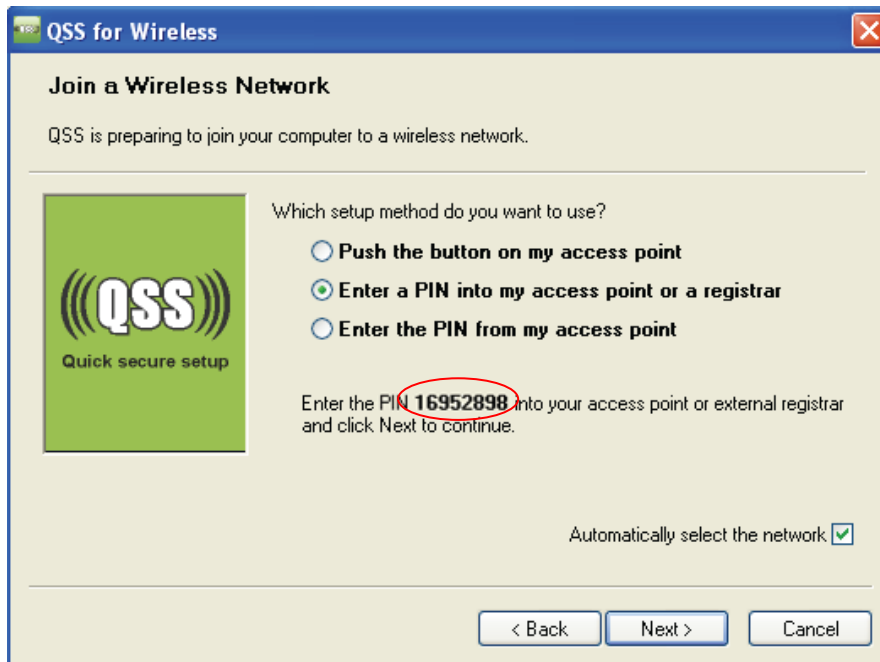 QSS for Wireless
Join a Wireless Network
QSS is preparing to join your computer to a wireless network.
Which setup method do you want to use?
Push the button on my access point
Enter a PIN into my access point or a registrar
Enter the PIN from my access point
(((QSS)))
Quick secure setup
Enter the PIN 16952898 into your access point or external registrar
and click Next to continue.
Automatically select the network
< Back
Next >
Cancel